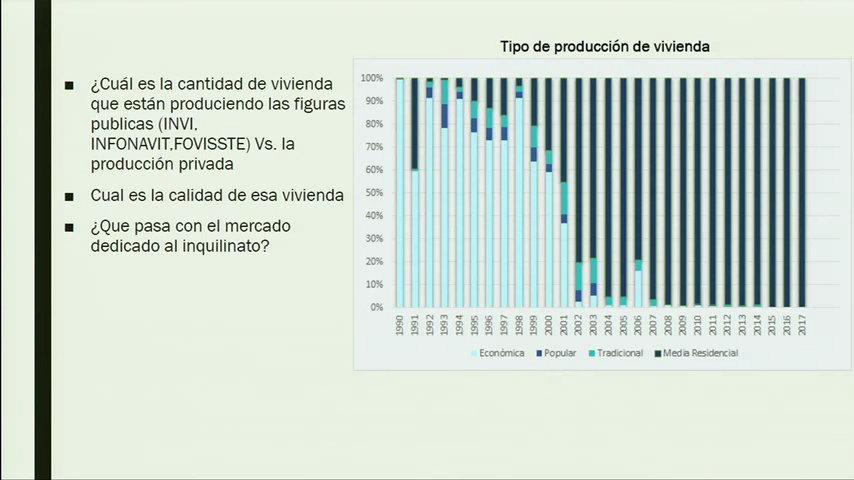 ¿Cuál es la cantidad de vivienda
que están produciendo las figuras
publicas (INVI,
INFONAVIT,FOVISSTE) Vs. la
producción privada
Cual es la calidad de esa vivienda
¿Que pasa con el mercado
dedicado al inquilinato?
Tipo de producción de vivienda
100%
90%
80%
70%
60%
50%
40%
30%
20%
10%
0%
1990 1991 1992 1993 1994 1995 1996 1997 1998 1999 2000 2001 2002 2003 2004 2005 2006 2007 2008 2009 2010 2011 2012 2013 2014 2015 2016 2017
Económica Popular Tradicional Media Residencial